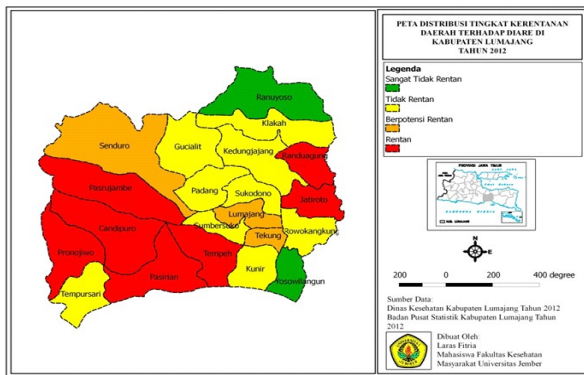 PETA DISTRIBUSI TINGKAT KERENTANAN
DAERAH TERHADAP DIARE DI
KABUPATEN LUMAJANG
TAHUN 2012
Legenda
Sangat Tidak Rentan
Tidak Rentan
Berpotensi Rentan
Rentan
Ranuyoso
Klakah
Senduro
Gucialit
Kedungjajang
Randuagung
Pasrujambe
Padang
Sukodono
Jatiroto
Lumajang
Candipuro
Sumbersuko
Rowokangkung
Tekung
Pronojiwo
Tempeh
Pasirian
Kunir
Yosowilangun
Tempursari
PROVINSI JAWA TIMUR
N
E
200 0 200 400 degree
Sumber Data:
Dinas Kesehatan Kabupaten Lumajang Tahun 2012
Badan Pusat Statistik Kabupaten Lumajang Tahun
2012
Dibuat Oleh:
Laras Fitria
Mahasiswa Fakultas Kesehatan
Masyarakat Universitas Jember